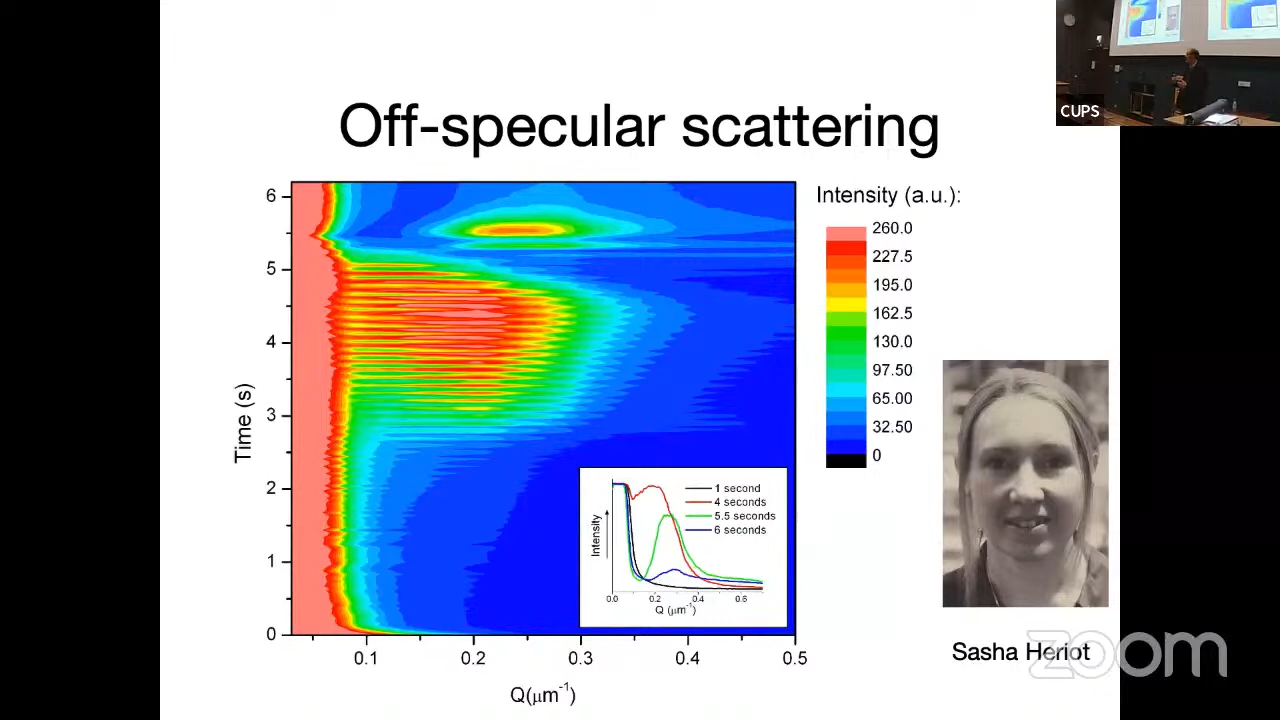 CUPS
Off-specular scattering
Intensity (a.u.):
260.0
227.5
195.0
162.5
130.0
97.50
65.00
32.50
0
Time (s)
6
5
4
3
2
1
0
0.1 0.2 0.3 0.4 0.5
Q(μm⁻¹)
Intensity
1 second
4 seconds
5.5 seconds
6 seconds
0.0 0.2 0.4 0.6
Q (μm⁻¹)
Sasha Heriot
zoom